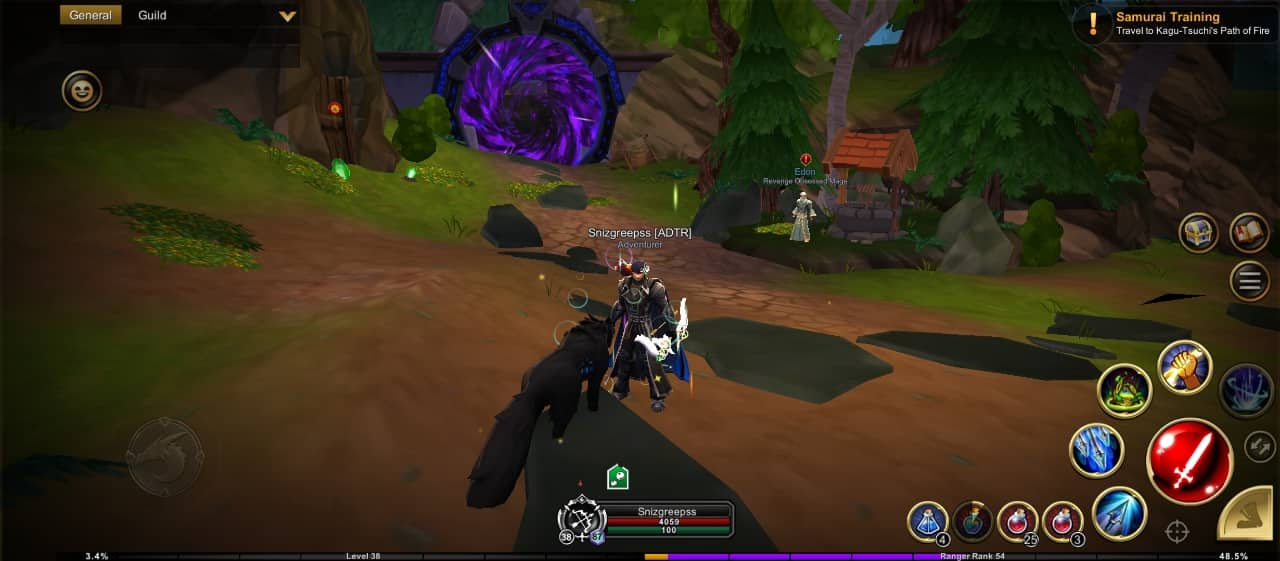 General Guild
Samurai Training
Travel to Kagu-Tsuchi's Path of Fire
Edon
Revenge Obsessed Mage
Snizgreepss [ADTR]
Adventurer
Snizgreepss
4059
100
38
87
4
25
3
3.4%
Level 38
Ranger Rank 54
48.5%